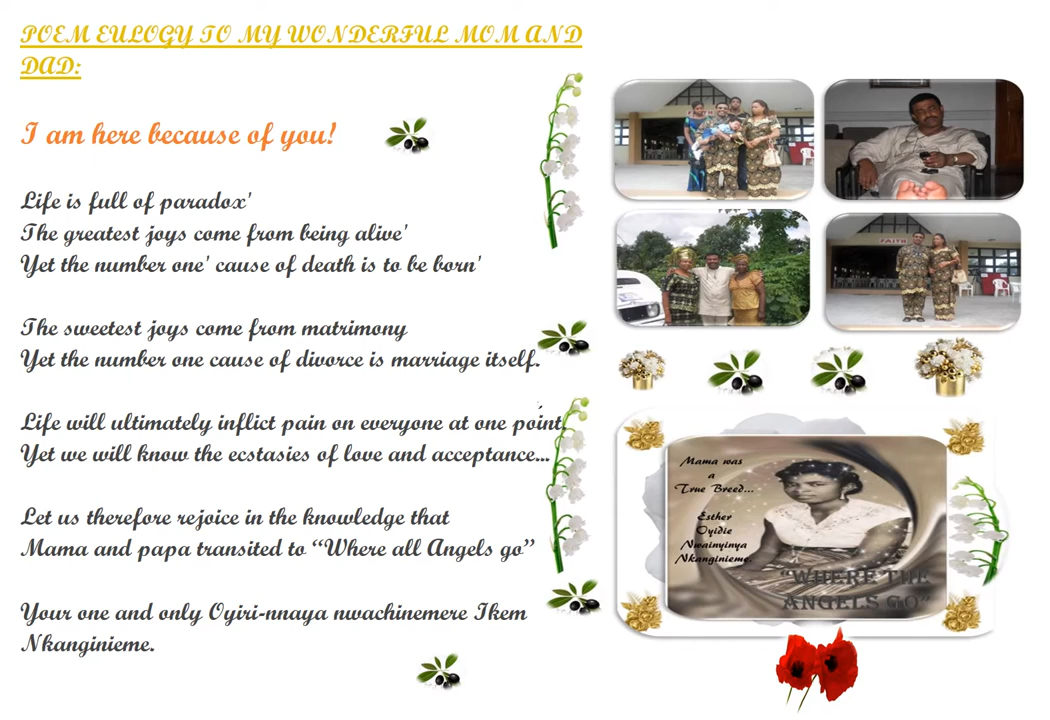 POEM EULOGY TO MY WONDERFUL MOM AND
DAD:
I am here because of you!
Life is full of paradox'
The greatest joys come from being alive'
Yet the number one' cause of death is to be born'
The sweetest joys come from matrimony
Yet the number one cause of divorce is marriage itself.
Life will ultimately inflict pain on everyone at one point,
Yet we will know the ecstasies of love and acceptance...
Let us therefore rejoice in the knowledge that
Mama and papa transited to “Where all Angels go”
Your one and only Oyiri-nnaya nwachinemere Ikem
Nkanginieme.
FAITH
Mama was
a
True Breed...
Esther
Oyidie
Nwainyinya
Nkanginieme.
“WHERE THE
ANGELS GO”